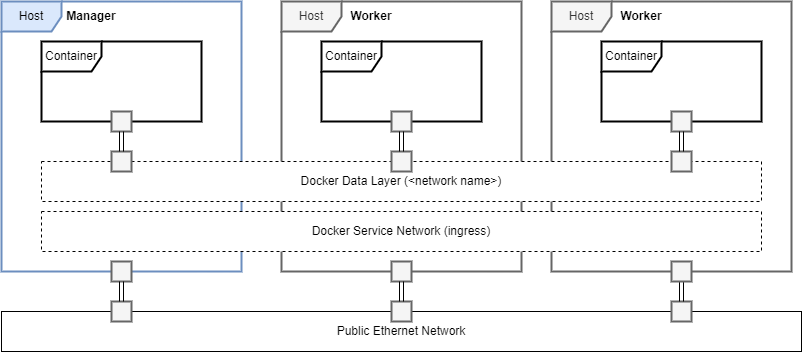 Host Manager
Host Worker
Host Worker
Container
Container
Container
Docker Data Layer (<network name>)
Docker Service Network (ingress)
Public Ethernet Network